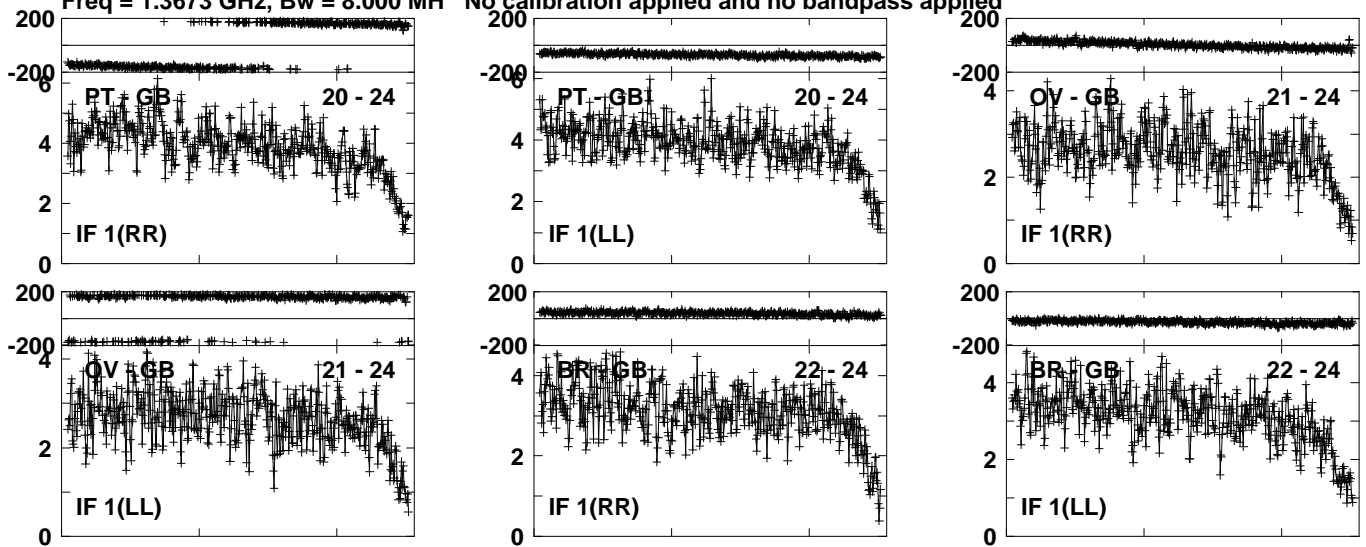 Freq = 1.3673 GHz, Bw = 8.000 MH No calibration applied and no bandpass applied
200 200 200
-200 -200 -200
6 6 4
PT - GB 20 - 24 PT - GB 20 - 24 OV - GB 21 - 24
4 4
2 2 2
IF 1(RR) IF 1(LL) IF 1(RR)
0 0 0
200 200 200
-200 -200 -200
4 4 4
OV - GB 21 - 24 BR - GB 22 - 24 BR - GB 22 - 24
2 2 2
IF 1(LL) IF 1(RR) IF 1(LL)
0 0 0